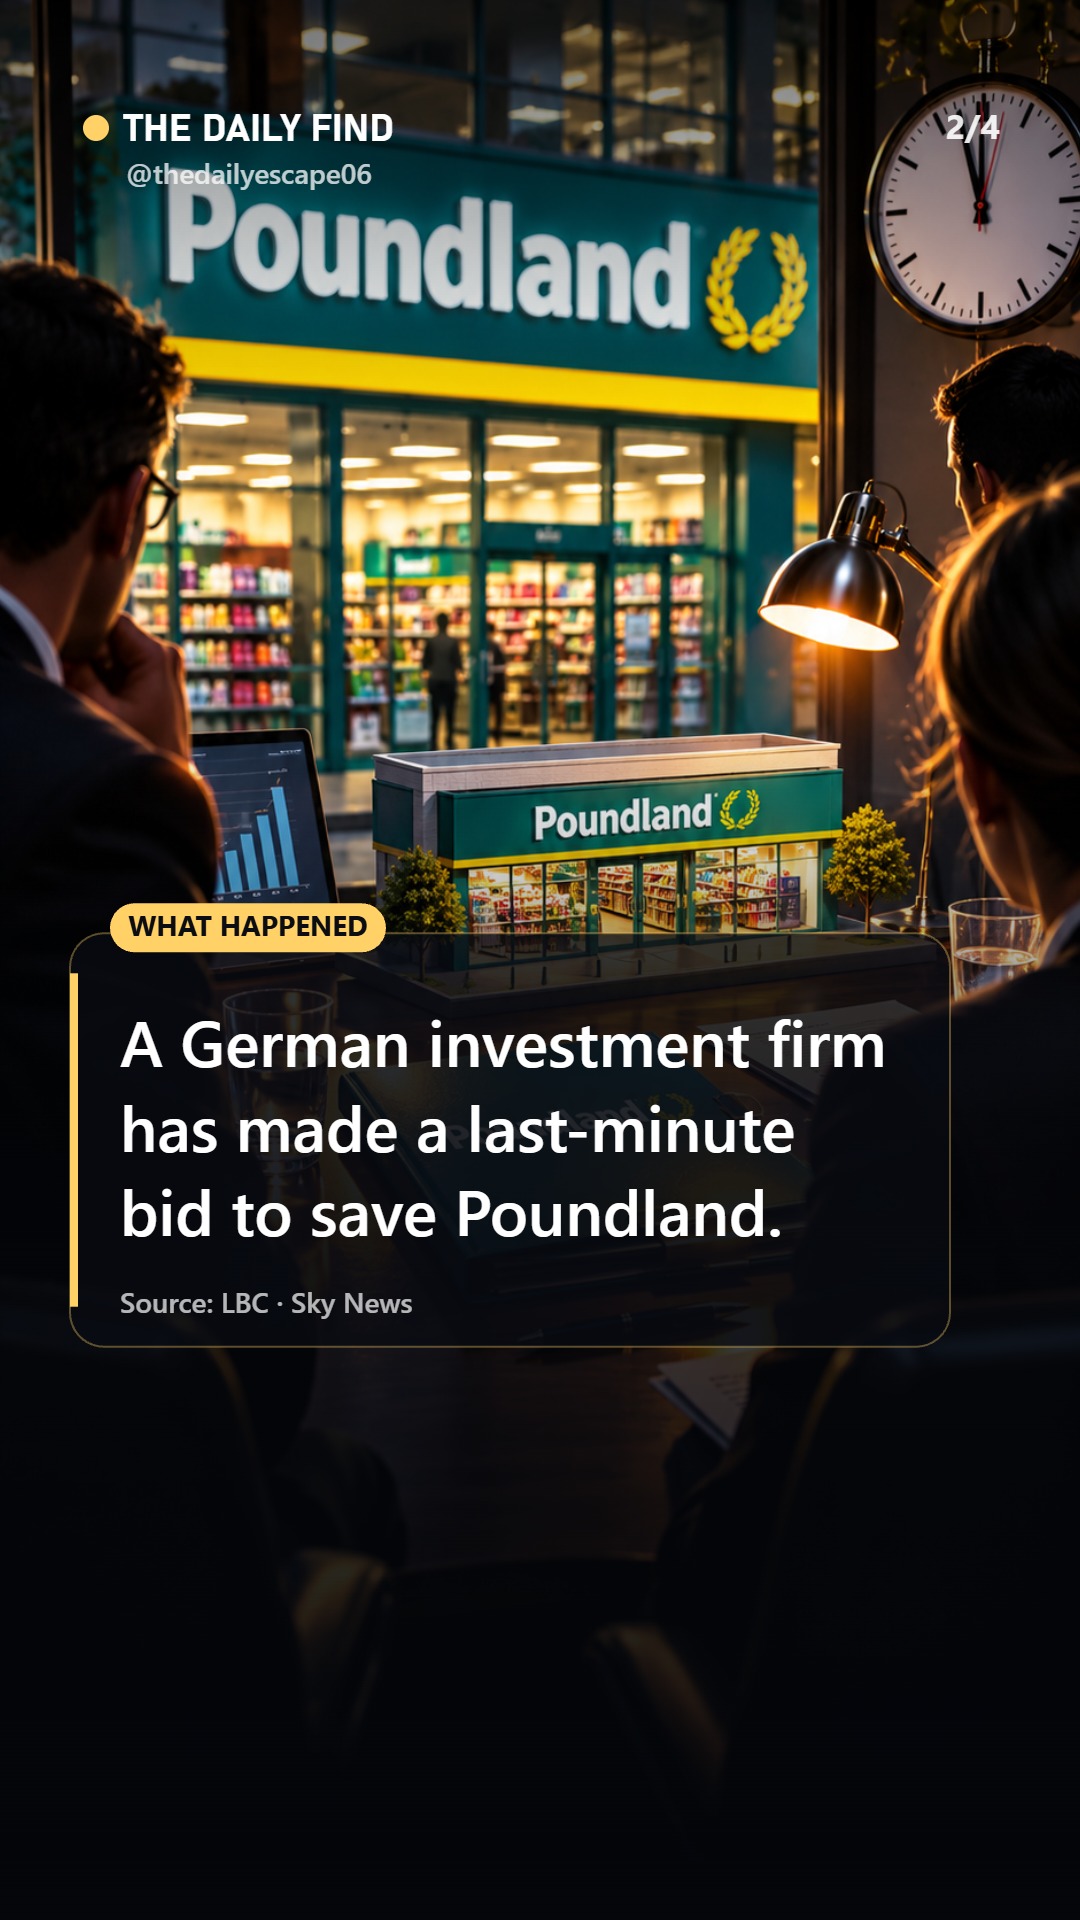 THE DAILY FIND
@thedailyescape06
2/4
Poundland
Poundland
WHAT HAPPENED
A German investment firm
has made a last-minute
bid to save Poundland.
Source: LBC · Sky News